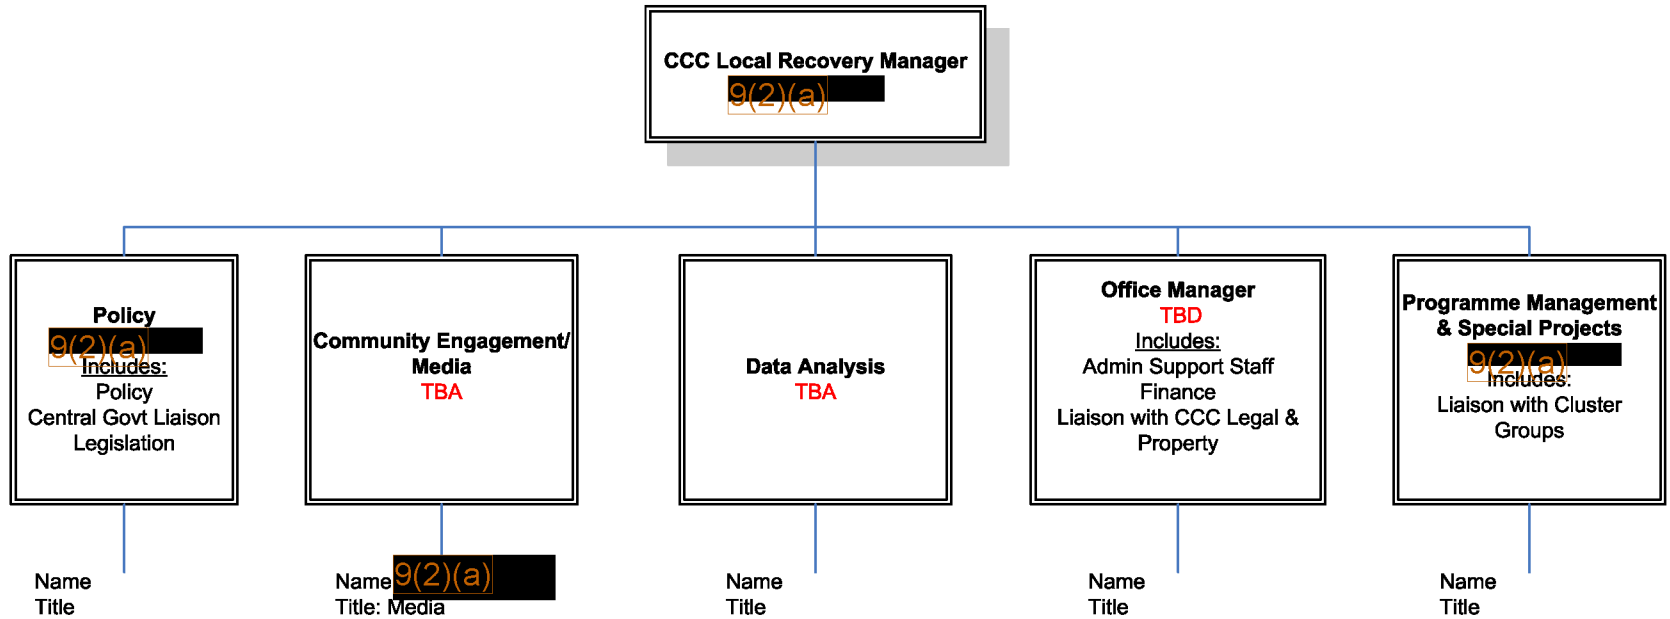 CCC Local Recovery Manager
9(2)(a)
Policy
9(2)(a)
Includes:
Policy
Central Govt Liaison
Legislation
Community Engagement/
Media
TBA
Data Analysis
TBA
Office Manager
TBD
Includes:
Admin Support Staff
Finance
Liaison with CCC Legal &
Property
Programme Management
& Special Projects
9(2)(a)
Includes:
Liaison with Cluster
Groups
Name
Title
Name 9(2)(a)
Title: Media
Name
Title
Name
Title
Name
Title